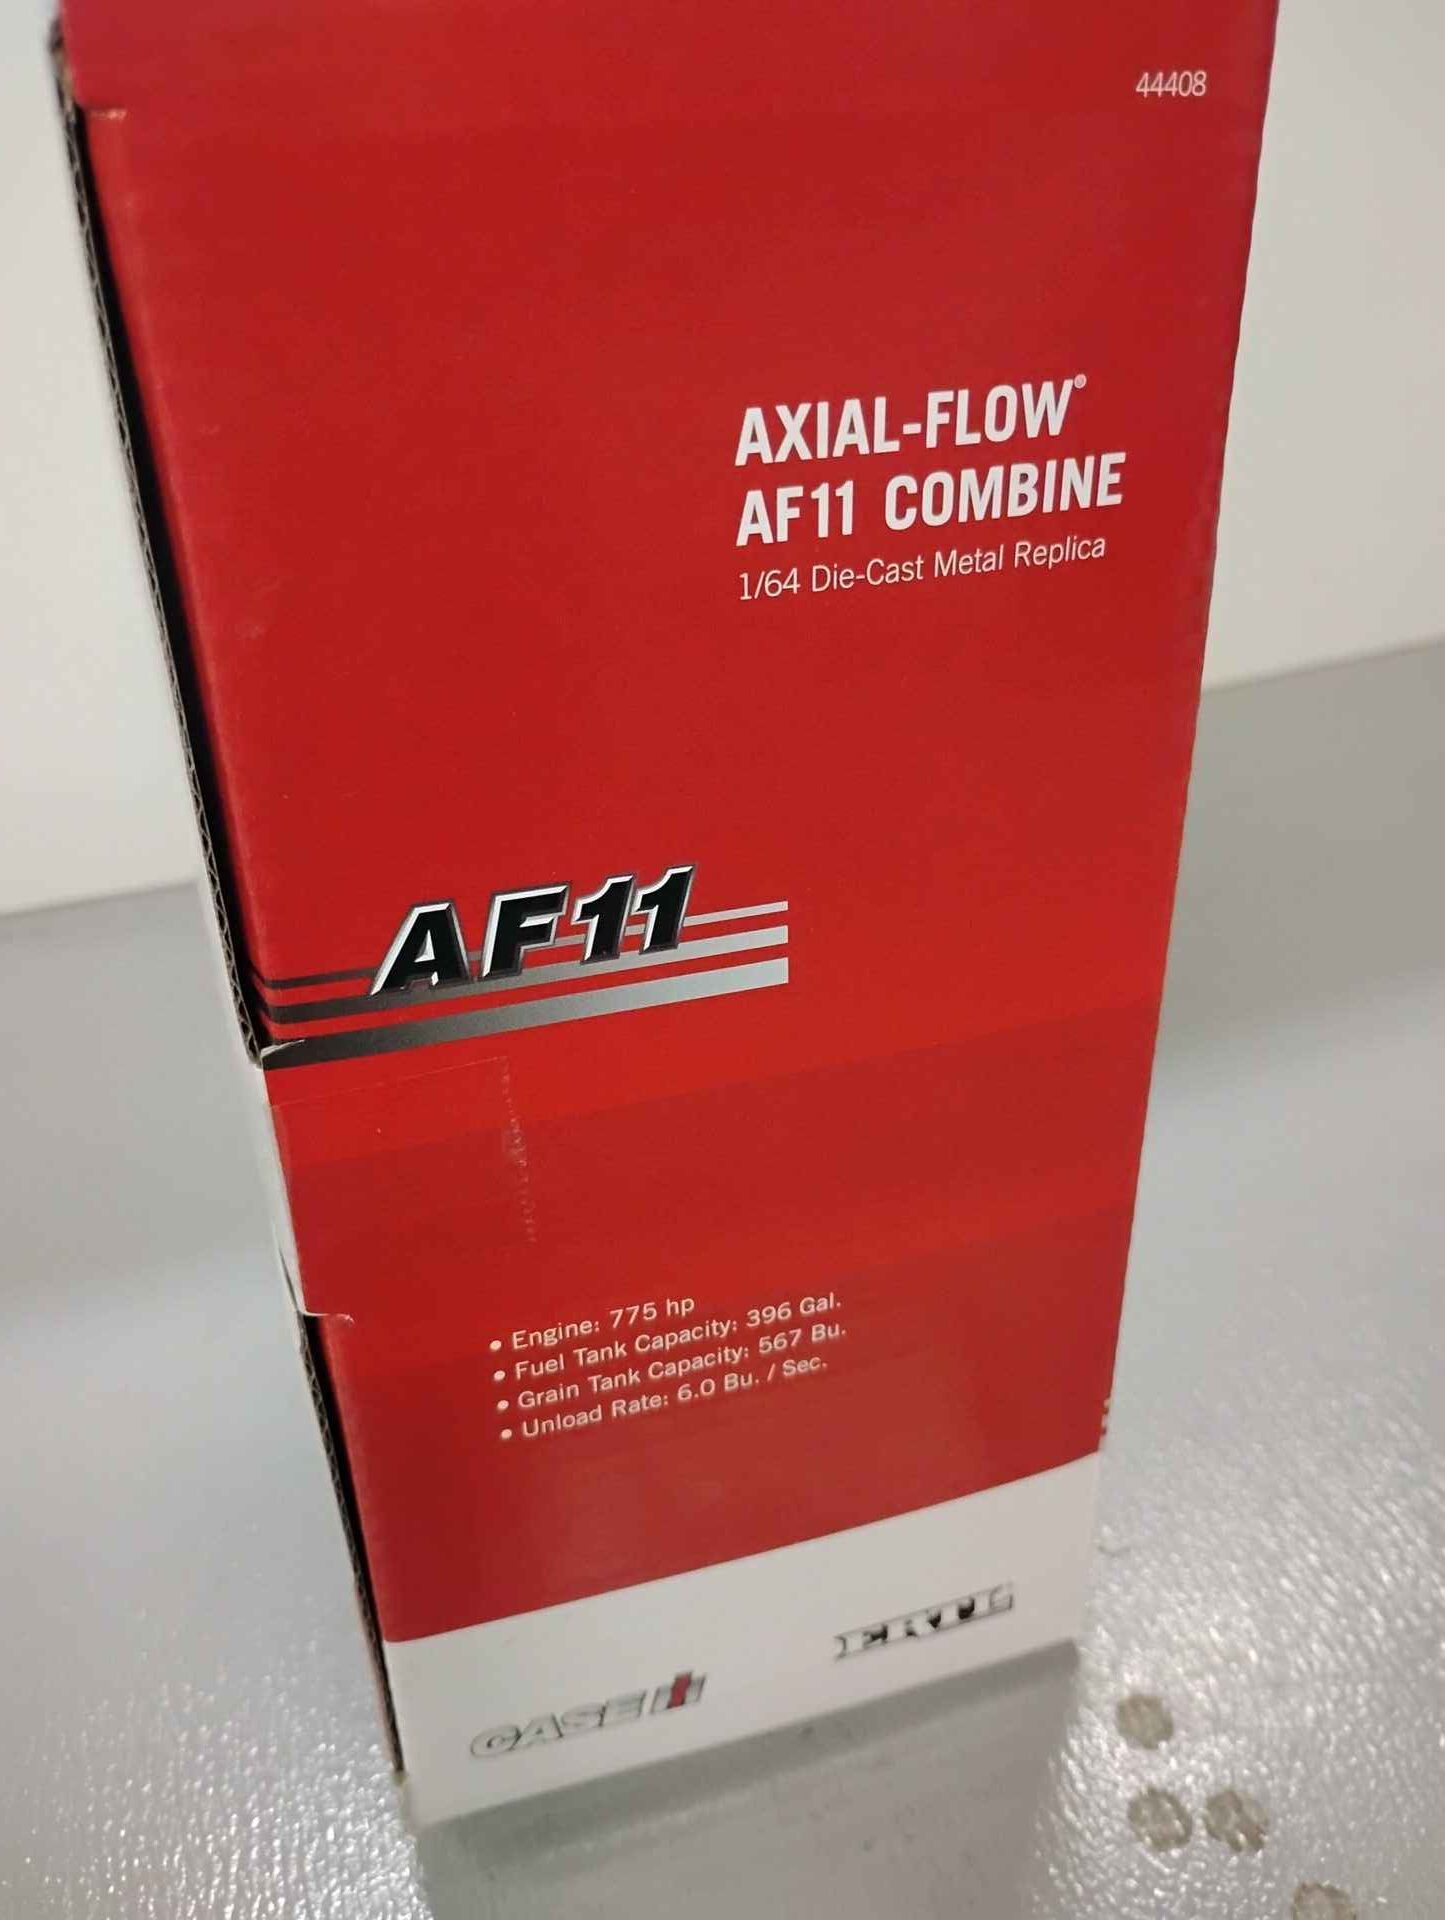 44408
AXIAL-FLOW®
AF11 COMBINE
1/64 Die-Cast Metal Replica
AF11
• Engine: 775 hp
• Fuel Tank Capacity: 396 Gal.
• Grain Tank Capacity: 567 Bu.
• Unload Rate: 6.0 Bu. / Sec.
ERTL
CASE IH